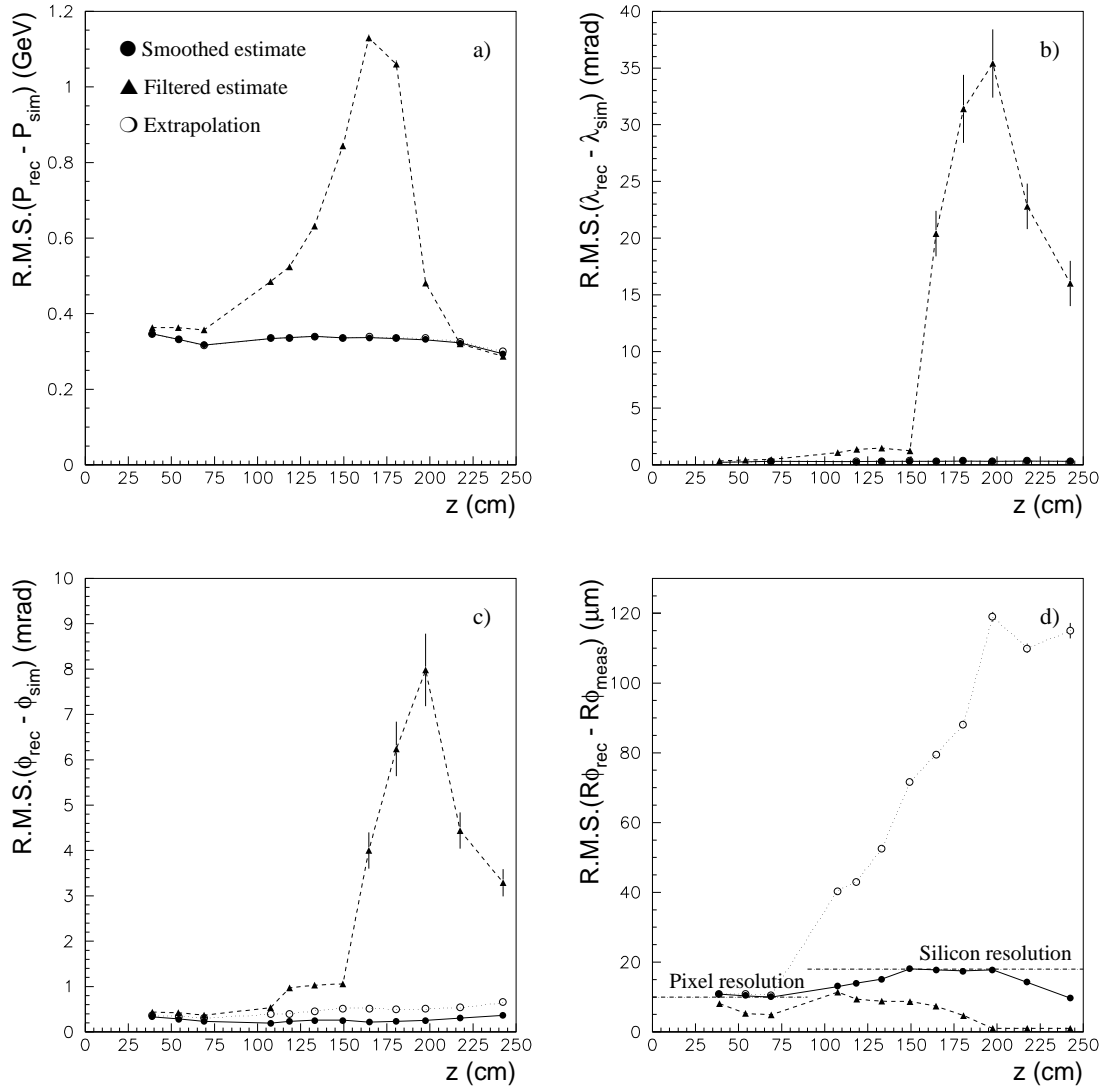 a)
R.M.S.(P_rec - P_sim) (GeV)
Smoothed estimate
Filtered estimate
Extrapolation
1.2
1
0.8
0.6
0.4
0.2
0
0 25 50 75 100 125 150 175 200 225 250
z (cm)
b)
R.M.S.(λ_rec - λ_sim) (mrad)
40
35
30
25
20
15
10
5
0
0 25 50 75 100 125 150 175 200 225 250
z (cm)
c)
R.M.S.(ϕ_rec - ϕ_sim) (mrad)
10
9
8
7
6
5
4
3
2
1
0
0 25 50 75 100 125 150 175 200 225 250
z (cm)
d)
R.M.S.(Rϕ_rec - Rϕ_meas) (μm)
120
100
80
60
40
20
0
Silicon resolution
Pixel resolution
0 25 50 75 100 125 150 175 200 225 250
z (cm)